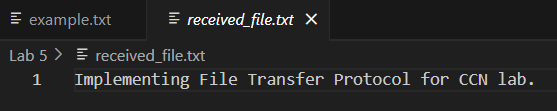 example.txt received_file.txt
Lab 5 > received_file.txt
1 Implementing File Transfer Protocol for CCN lab.